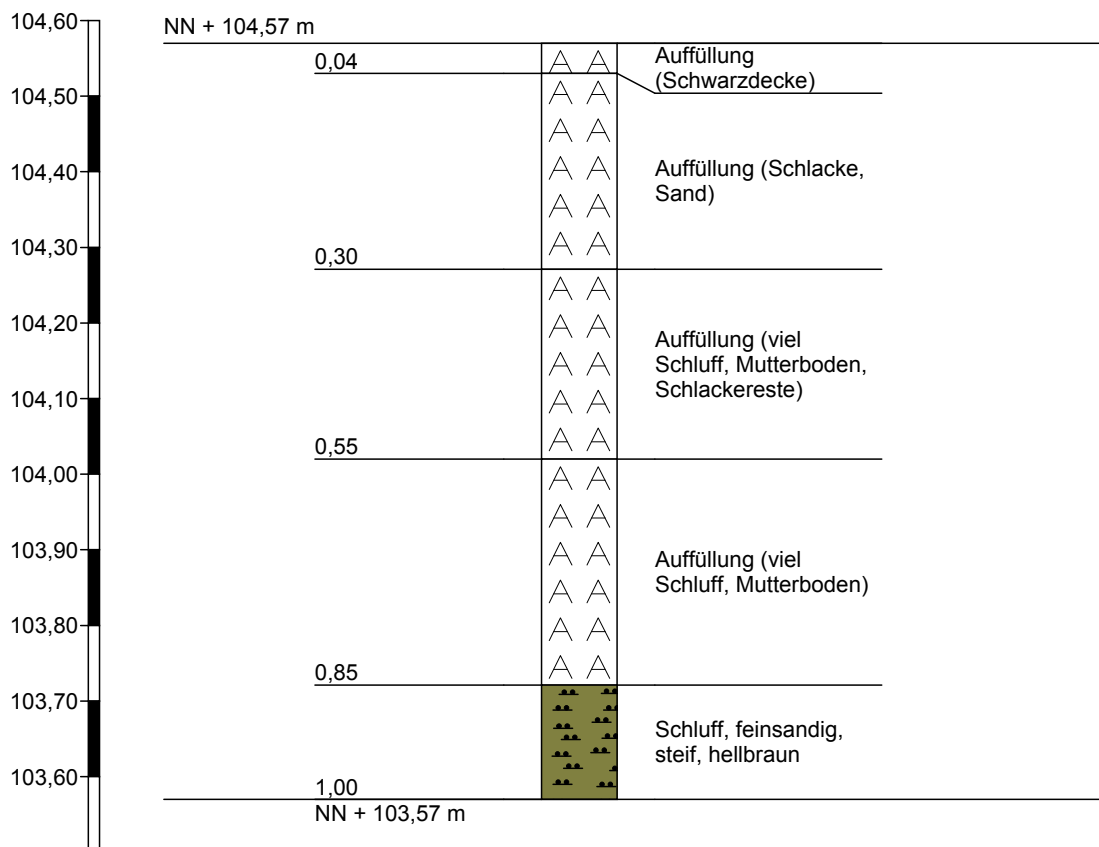 104,60
NN + 104,57 m
0,04
Auffüllung
(Schwarzdecke)
104,50
104,40
Auffüllung (Schlacke,
Sand)
104,30
0,30
104,20
Auffüllung (viel
Schluff, Mutterboden,
Schlackereste)
104,10
0,55
104,00
103,90
Auffüllung (viel
Schluff, Mutterboden)
103,80
0,85
103,70
Schluff, feinsandig,
steif, hellbraun
103,60
1,00
NN + 103,57 m